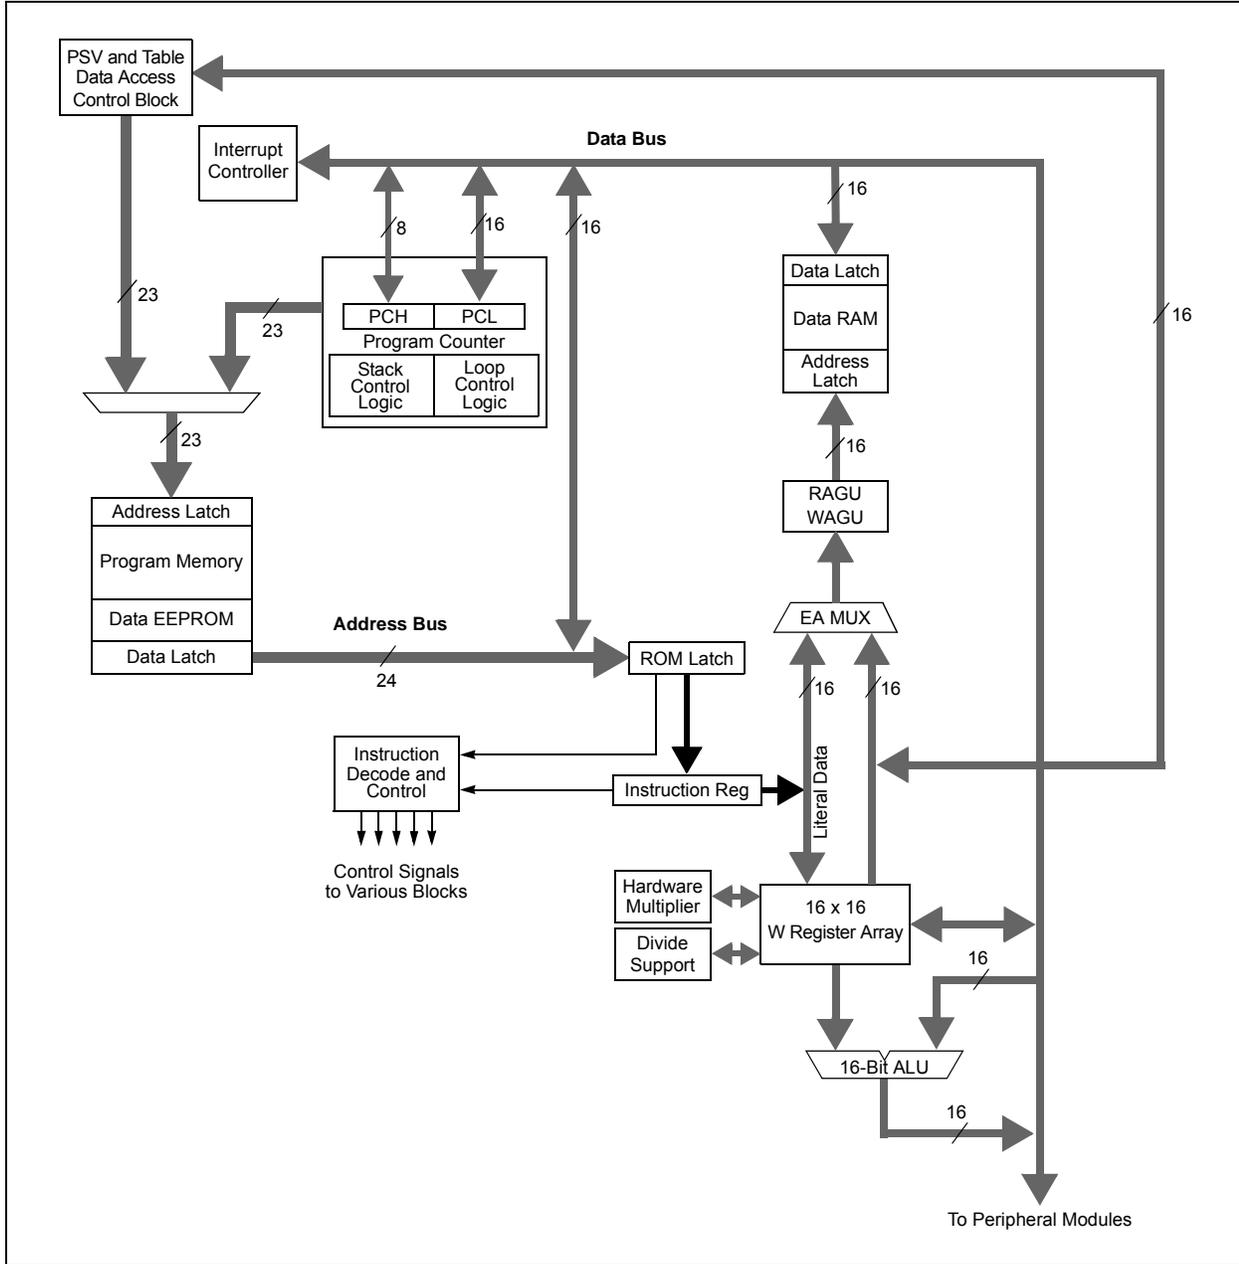 PSV and Table
Data Access
Control Block
Interrupt
Controller
Data Bus
8
16
16
16
23
23
16
PCH
PCL
Program Counter
Stack
Control
Logic
Loop
Control
Logic
Data Latch
Data RAM
Address
Latch
23
16
RAGU
WAGU
Address Latch
Program Memory
Data EEPROM
Data Latch
Address Bus
24
EA MUX
ROM Latch
16
16
Instruction
Decode and
Control
Instruction Reg
Literal Data
Control Signals
to Various Blocks
Hardware
Multiplier
16 x 16
W Register Array
Divide
Support
16
16-Bit ALU
16
To Peripheral Modules